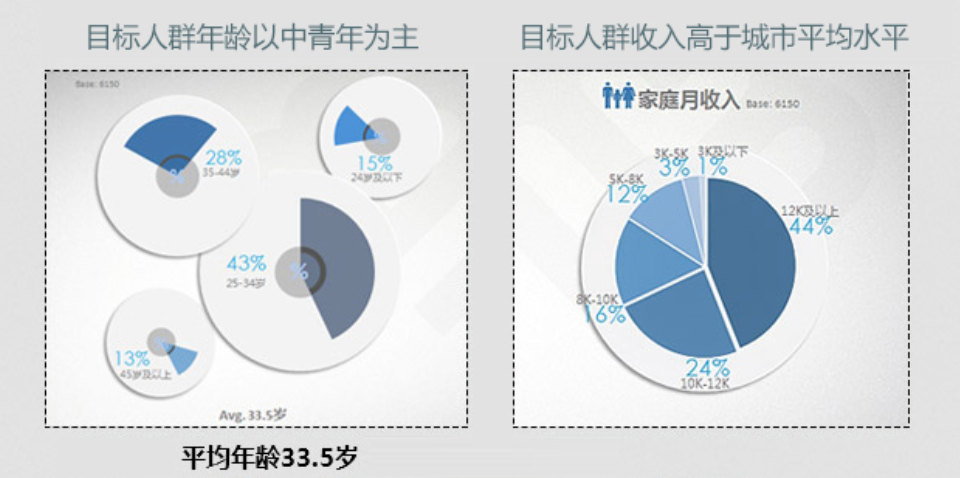 目标人群年龄以中青年为主
Base: 6150
28%
35-44岁
%
15%
24岁及以下
43%
25-34岁
%
13%
45岁及以上
Avg. 33.5岁
平均年龄33.5岁
目标人群收入高于城市平均水平
家庭月收入 Base: 6150
3K及以下
1%
3K-5K
3%
5K-8K
12%
12K及以上
44%
8K-10K
16%
24%
10K-12K